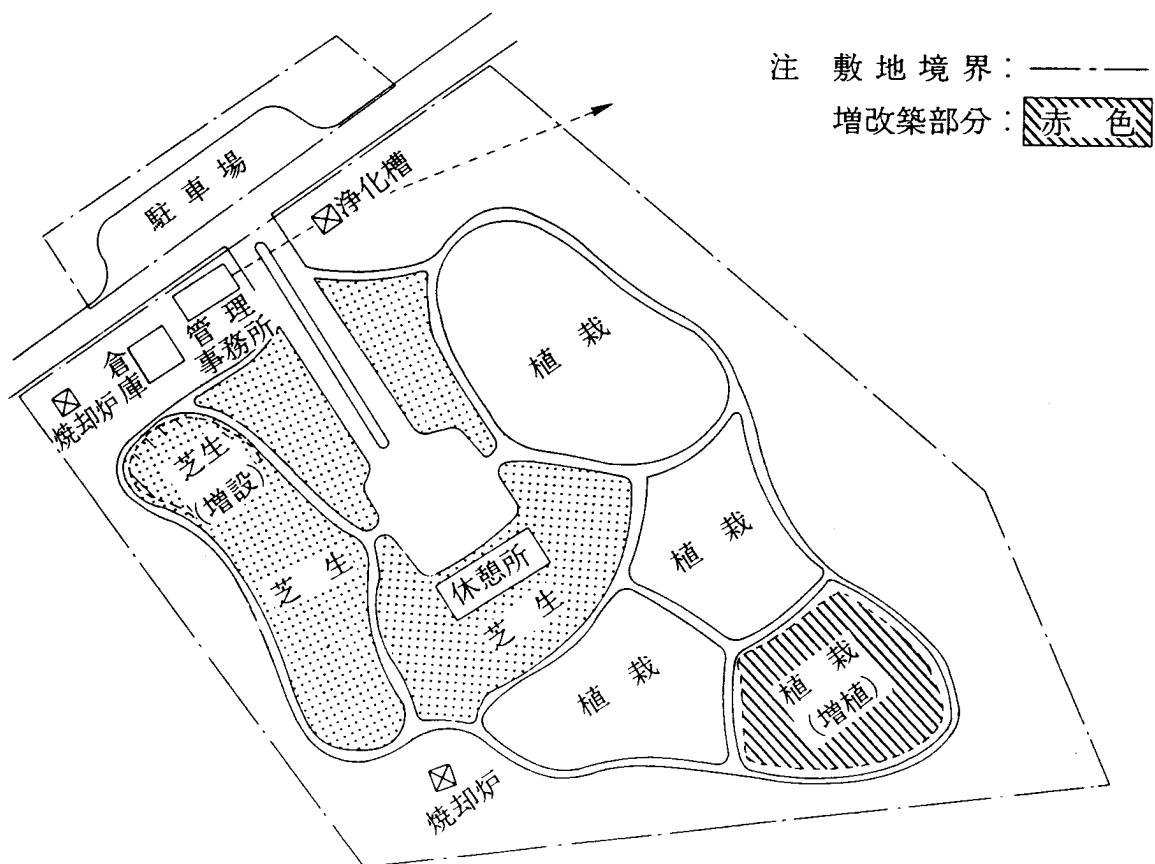 注 敷地境界：
増改築部分：赤色
駐車場
浄化槽
管理
事務所
倉
庫
焼却炉
芝生
(増設)
芝生
休憩所
芝生
植栽
植栽
植栽
植栽
(増植)
焼却炉